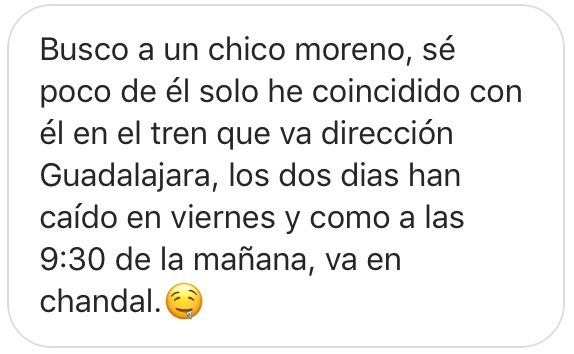 Busco a un chico moreno, sé
poco de él solo he coincidido con
él en el tren que va dirección
Guadalajara, los dos dias han
caído en viernes y como a las
9:30 de la mañana, va en
chandal.🤤